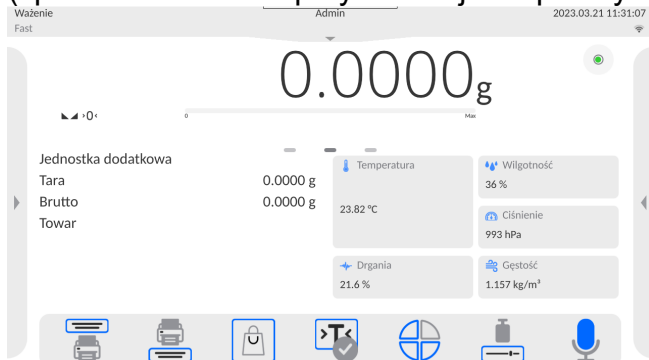 Ważenie
Admin
2023.03.21 11:31:07
Fast
0.0000g
›0‹
0
Max
Jednostka dodatkowa
Tara 0.0000 g
Brutto 0.0000 g
Towar
Temperatura
23.82 °C
Wilgotność
36 %
Ciśnienie
993 hPa
Drgania
21.6 %
Gęstość
1.157 kg/m³
›T‹